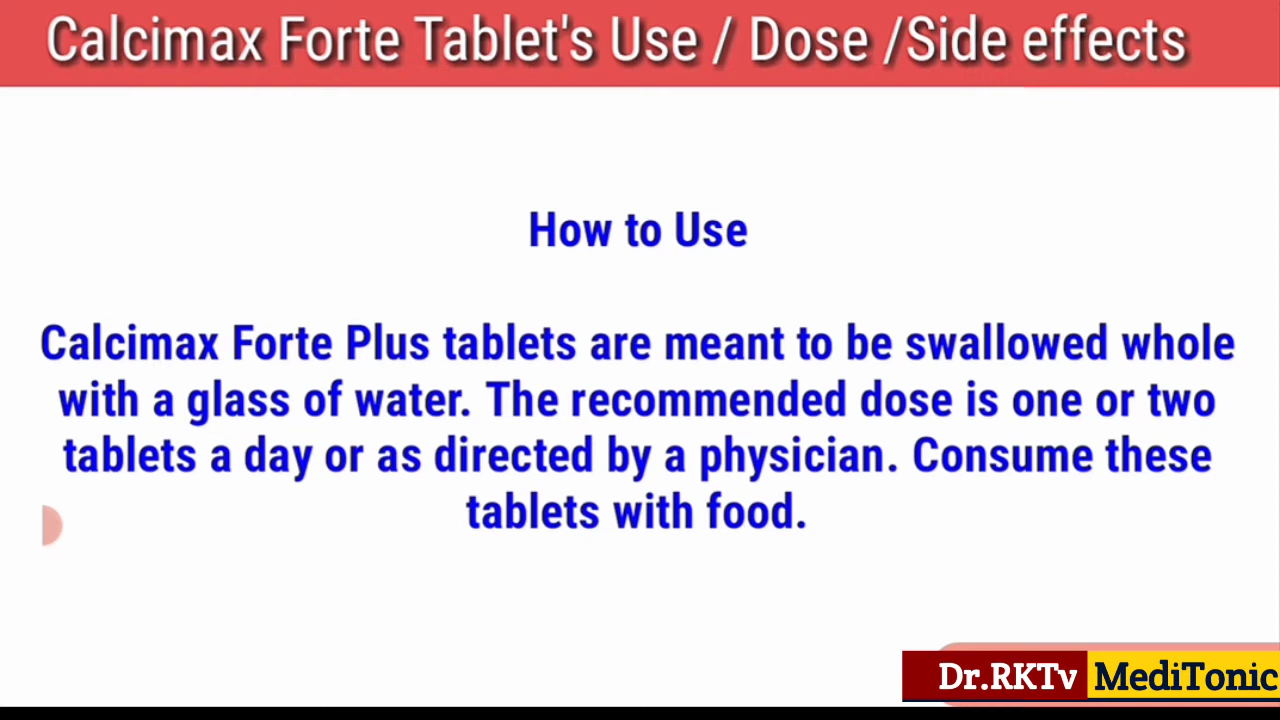 Calcimax Forte Tablet's Use / Dose /Side effects
How to Use
Calcimax Forte Plus tablets are meant to be swallowed whole
with a glass of water. The recommended dose is one or two
tablets a day or as directed by a physician. Consume these
tablets with food.
Dr.RKTv MediTonic